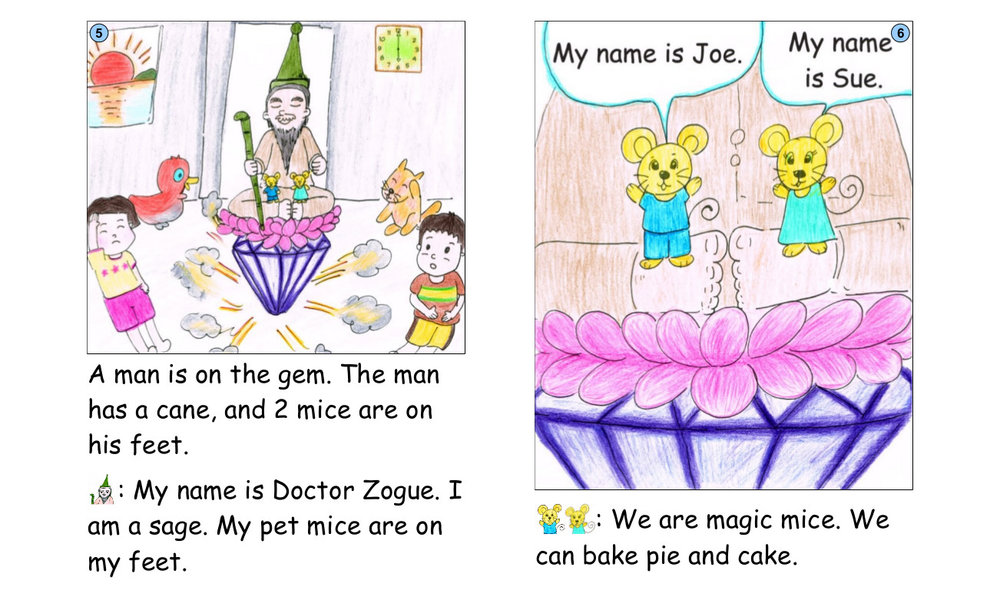 5
A man is on the gem. The man
has a cane, and 2 mice are on
his feet.
: My name is Doctor Zogue. I
am a sage. My pet mice are on
my feet.
6
My name is Joe.
My name
is Sue.
: We are magic mice. We
can bake pie and cake.